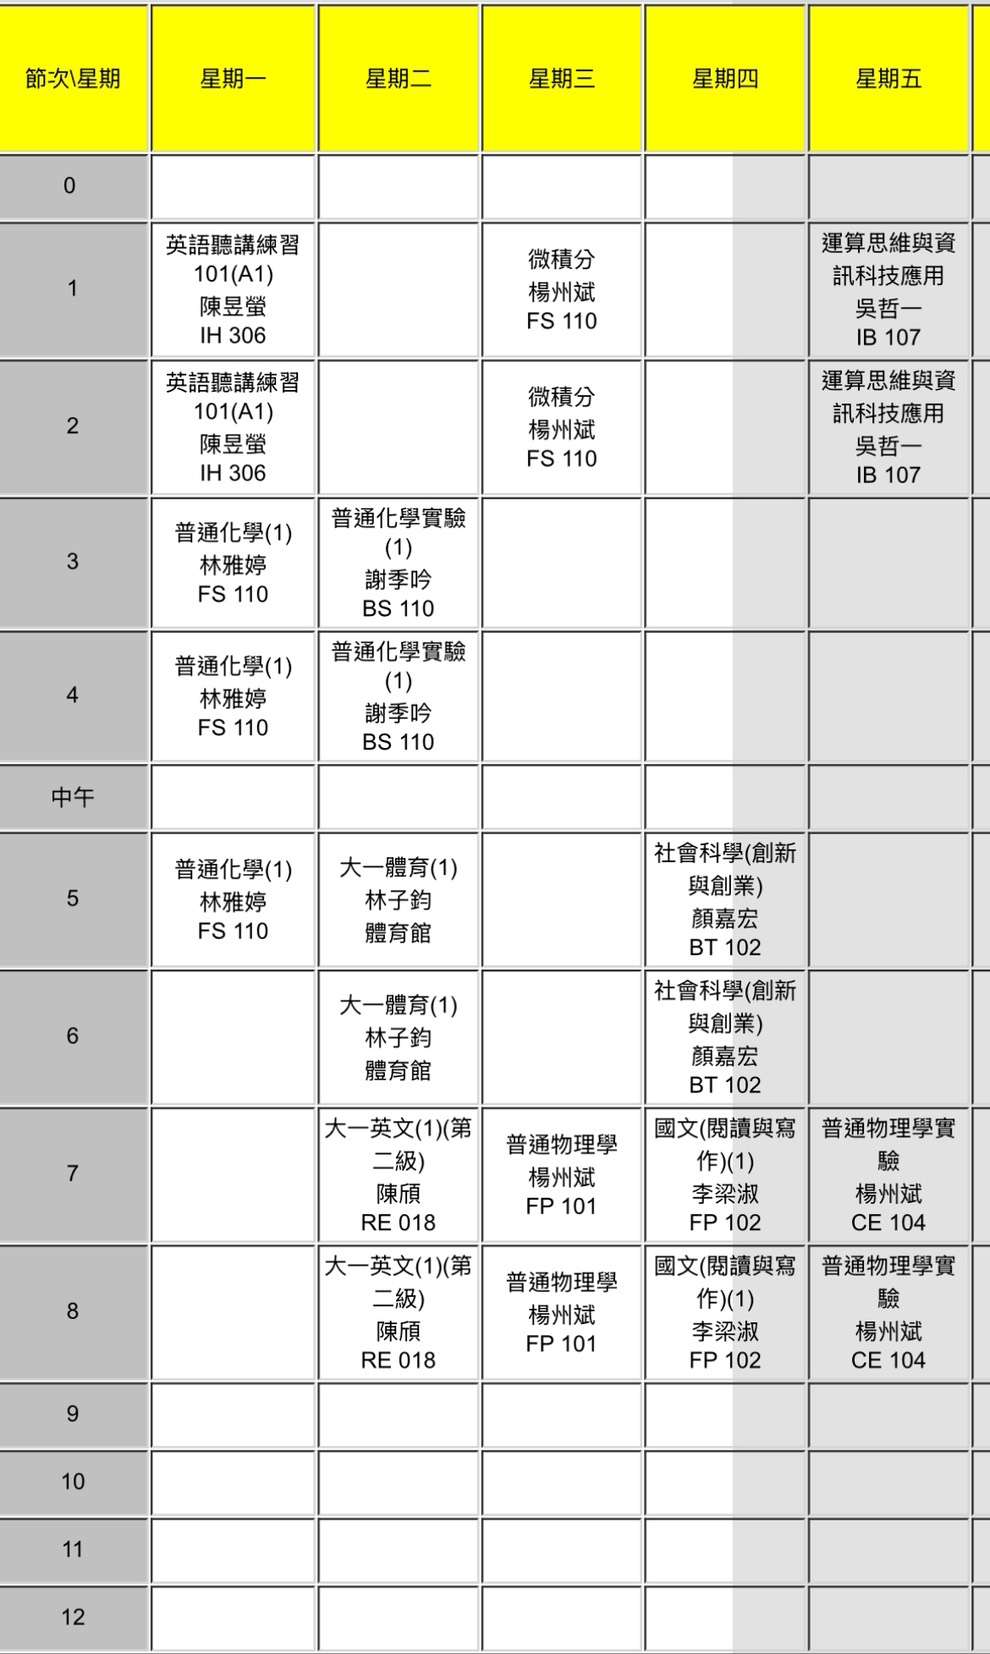 節次\星期 星期一 星期二 星期三 星期四 星期五
0
1
英語聽講練習
101(A1)
陳昱螢
IH 306
微積分
楊州斌
FS 110
運算思維與資
訊科技應用
吳哲一
IB 107
2
英語聽講練習
101(A1)
陳昱螢
IH 306
微積分
楊州斌
FS 110
運算思維與資
訊科技應用
吳哲一
IB 107
3
普通化學(1)
林雅婷
FS 110
普通化學實驗
(1)
謝季吟
BS 110
4
普通化學(1)
林雅婷
FS 110
普通化學實驗
(1)
謝季吟
BS 110
中午
5
普通化學(1)
林雅婷
FS 110
大一體育(1)
林子鈞
體育館
社會科學(創新
與創業)
顏嘉宏
BT 102
6
大一體育(1)
林子鈞
體育館
社會科學(創新
與創業)
顏嘉宏
BT 102
7
大一英文(1)(第
二級)
陳頎
RE 018
普通物理學
楊州斌
FP 101
國文(閱讀與寫
作)(1)
李梁淑
FP 102
普通物理學實
驗
楊州斌
CE 104
8
大一英文(1)(第
二級)
陳頎
RE 018
普通物理學
楊州斌
FP 101
國文(閱讀與寫
作)(1)
李梁淑
FP 102
普通物理學實
驗
楊州斌
CE 104
9
10
11
12